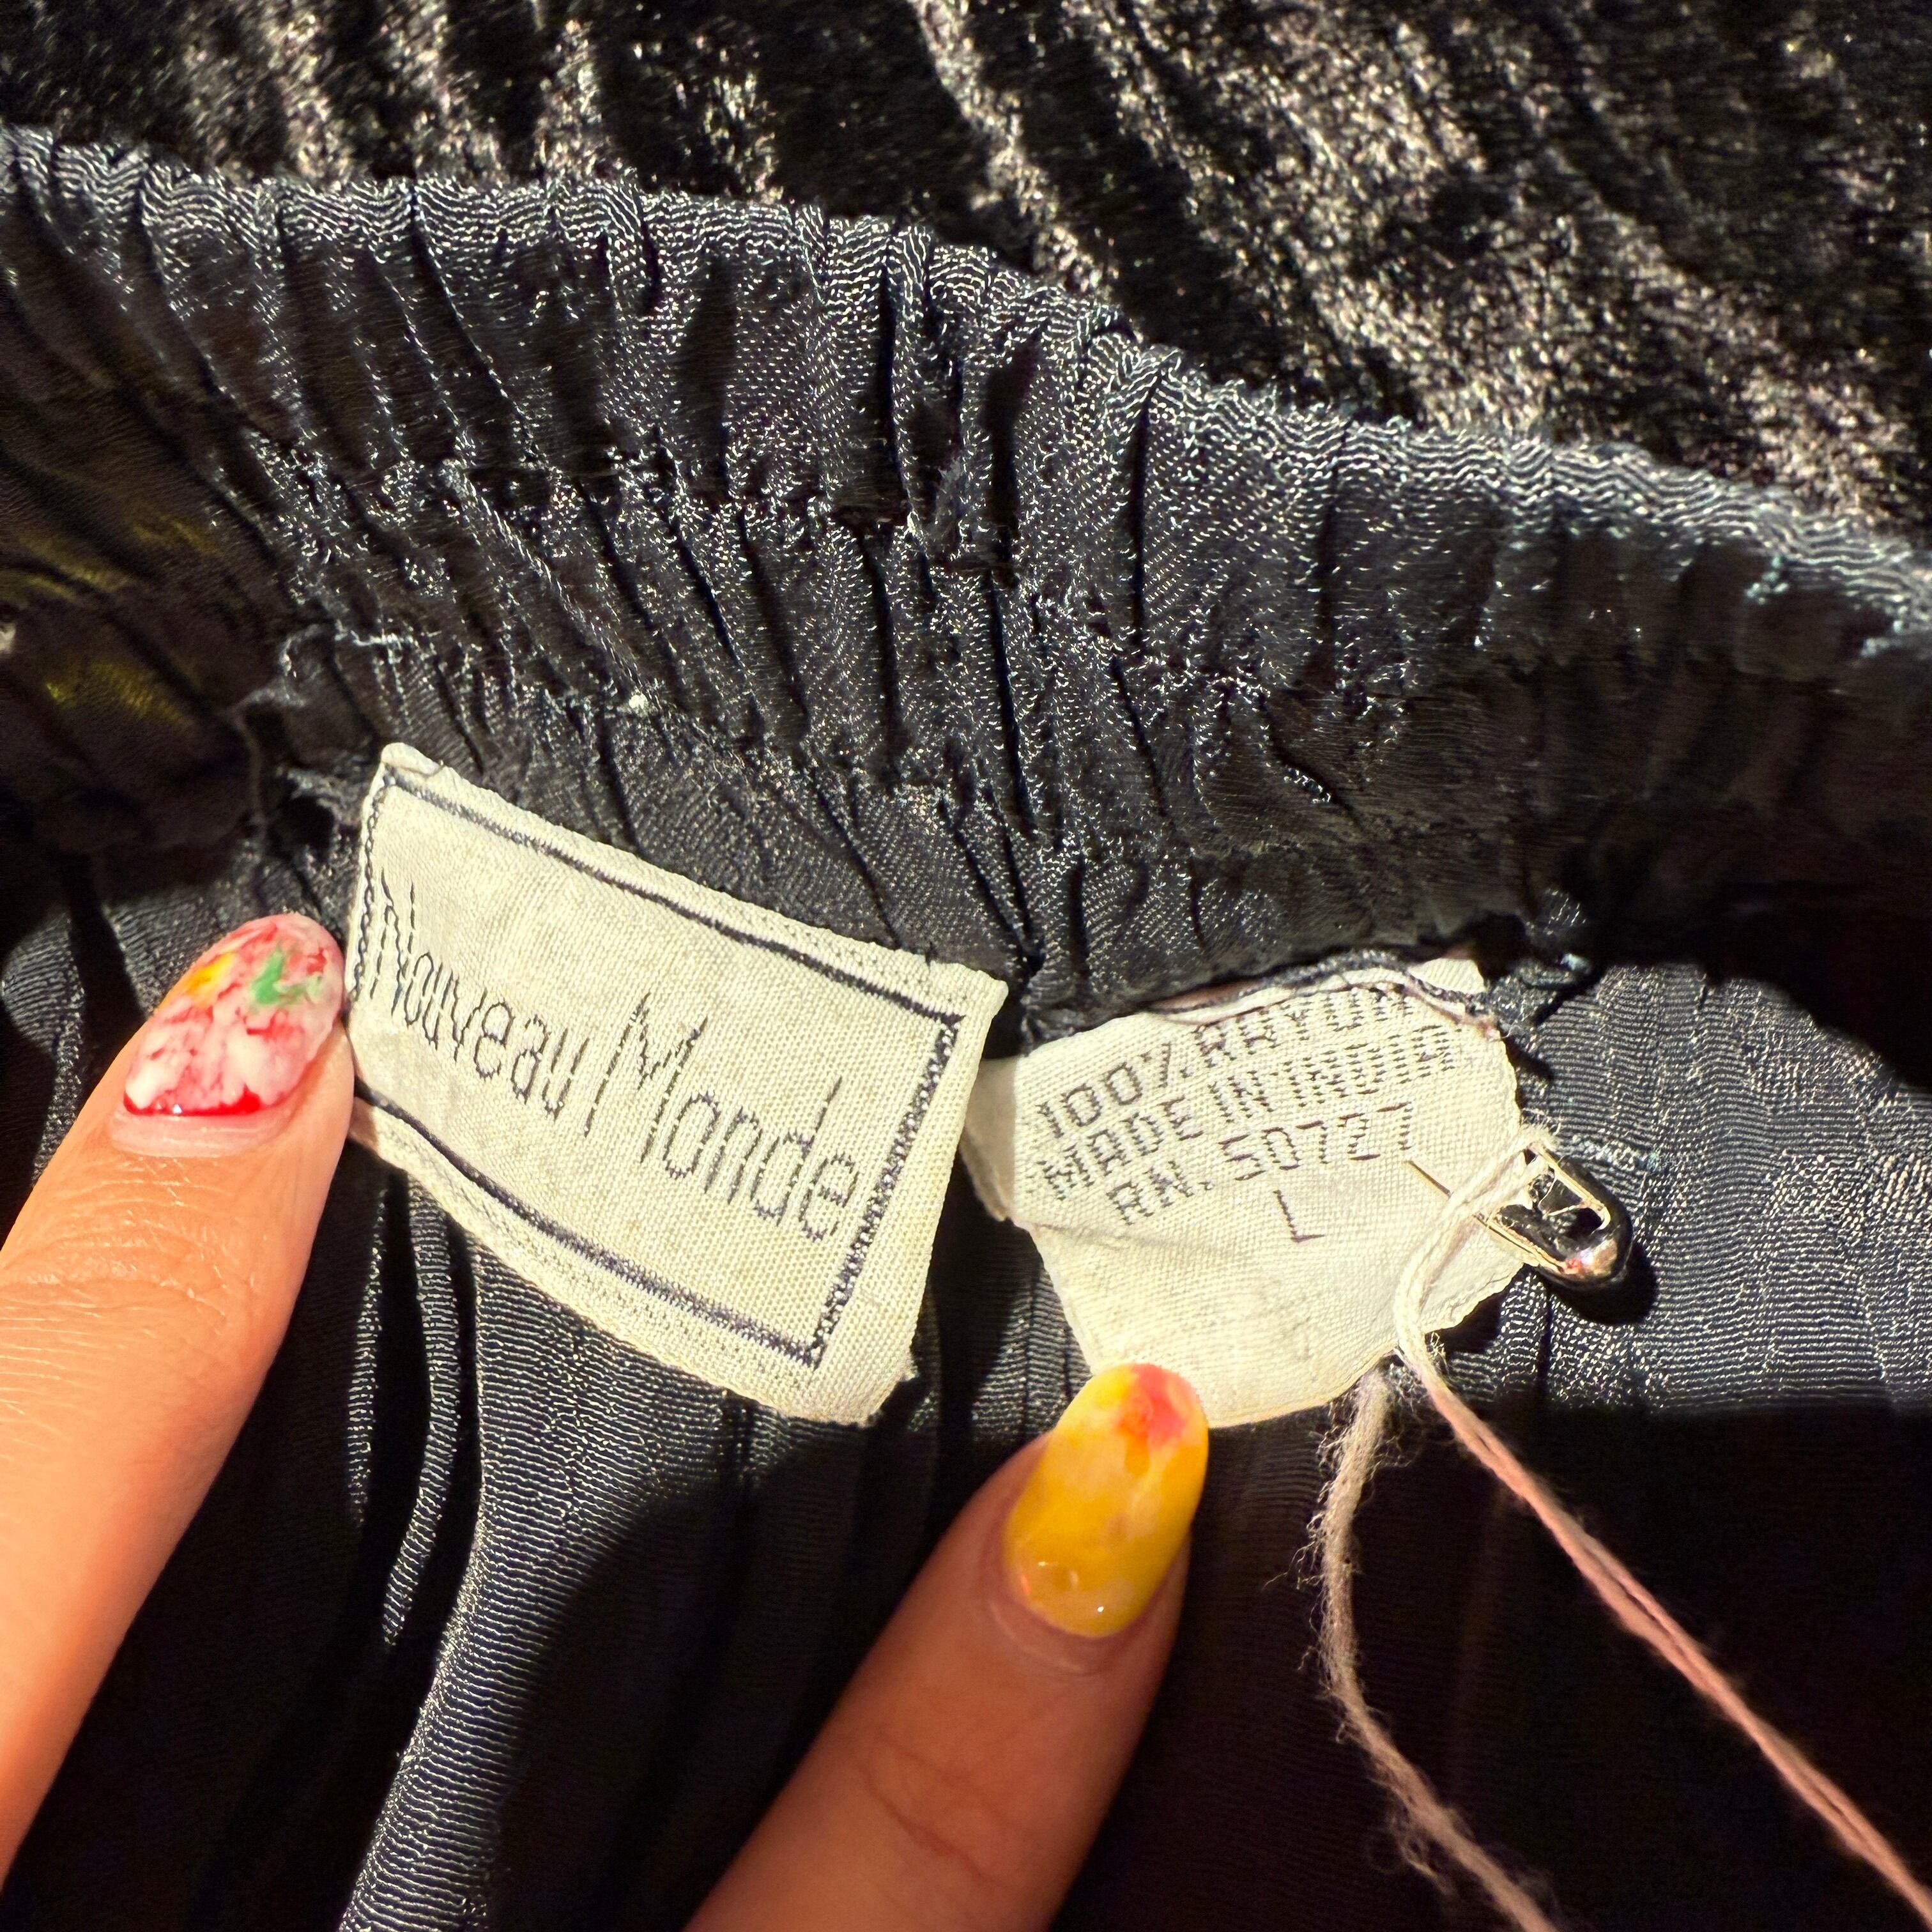 Nouveau Monde
100% RAYON
MADE IN INDIA
RN. 50727
L